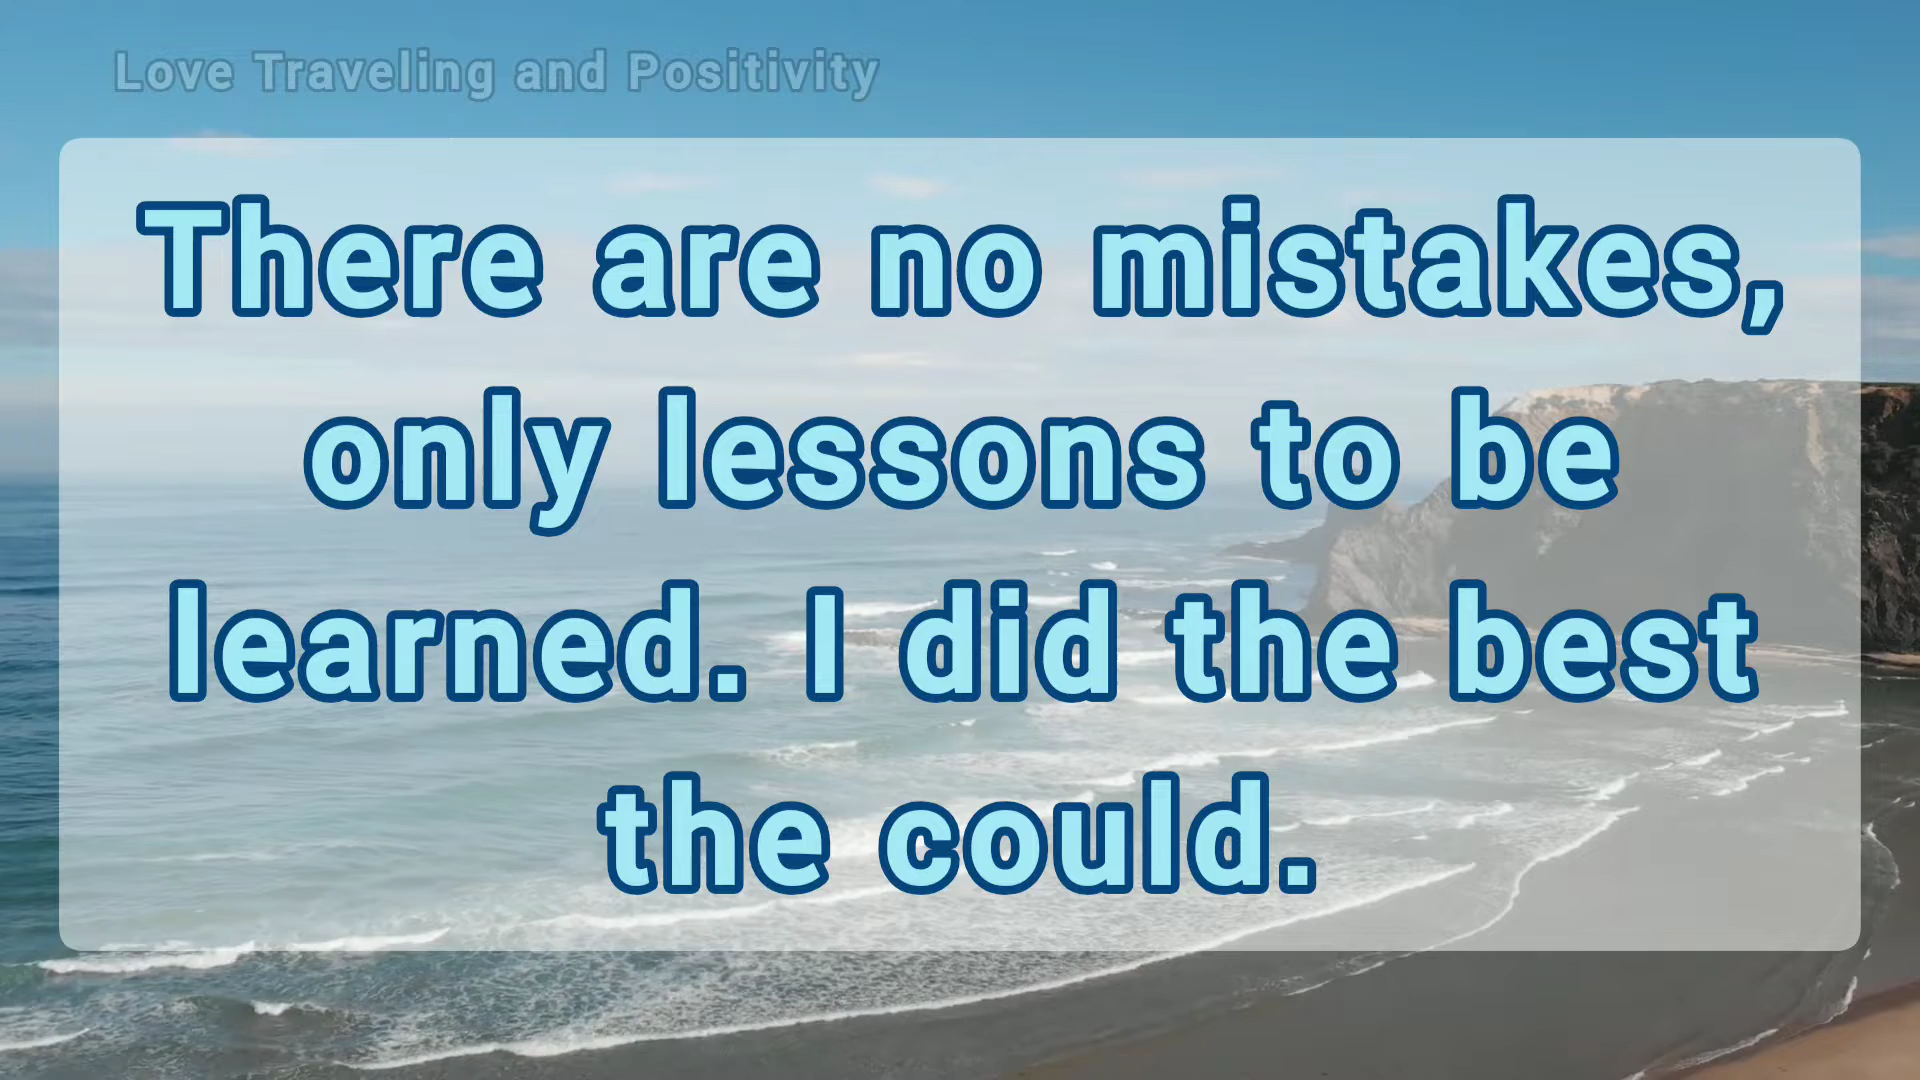 Love Traveling and Positivity
There are no mistakes,
only lessons to be
learned. I did the best
the could.